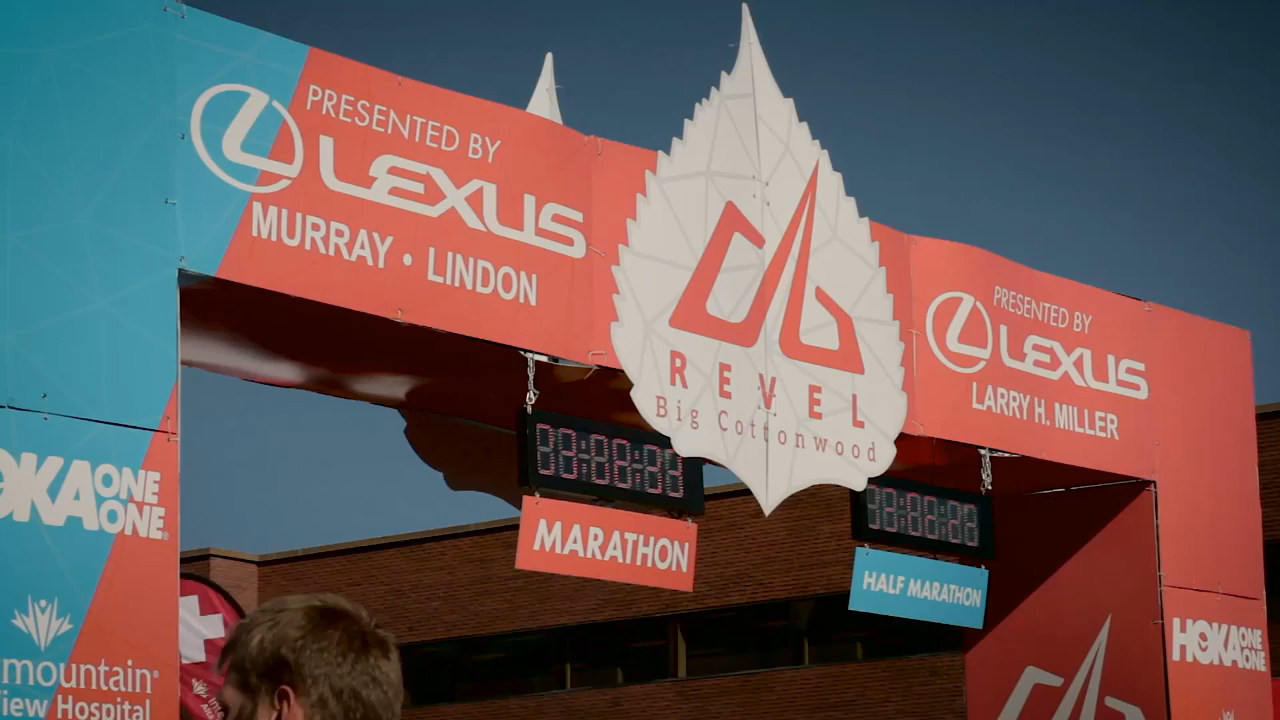 PRESENTED BY
LEXUS
MURRAY • LINDON
REVEL
Big Cottonwood
PRESENTED BY
LEXUS
LARRY H. MILLER
HOKA ONE ONE
MARATHON
HALF MARATHON
HOKA ONE ONE
mountain
View Hospital